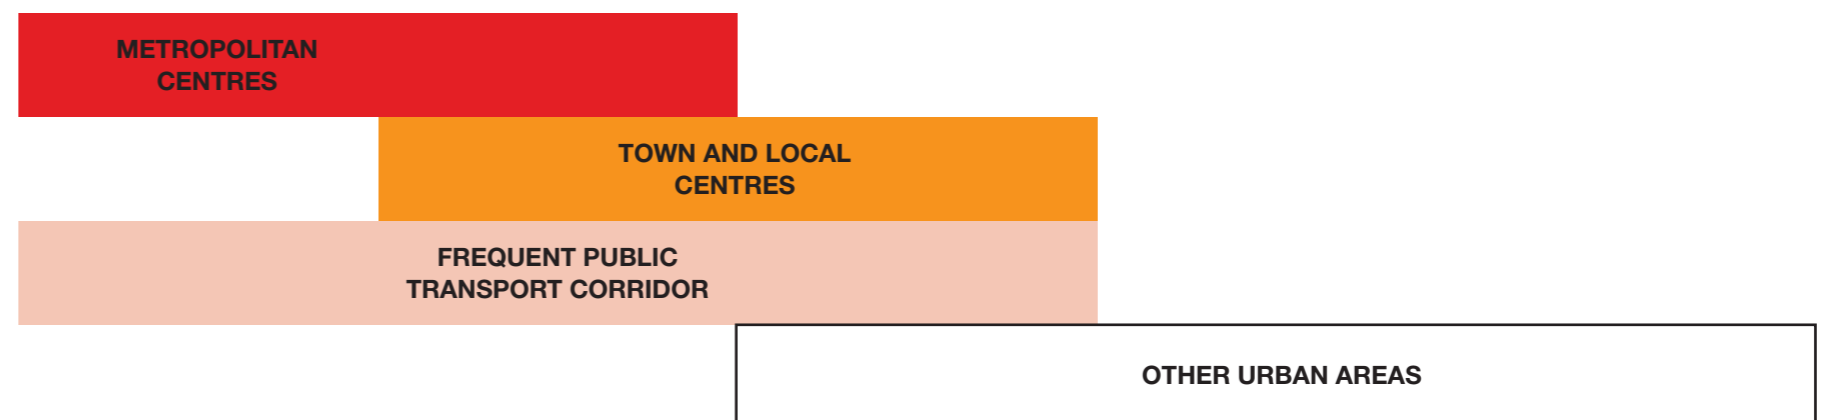 METROPOLITAN
CENTRES
TOWN AND LOCAL
CENTRES
FREQUENT PUBLIC
TRANSPORT CORRIDOR
OTHER URBAN AREAS